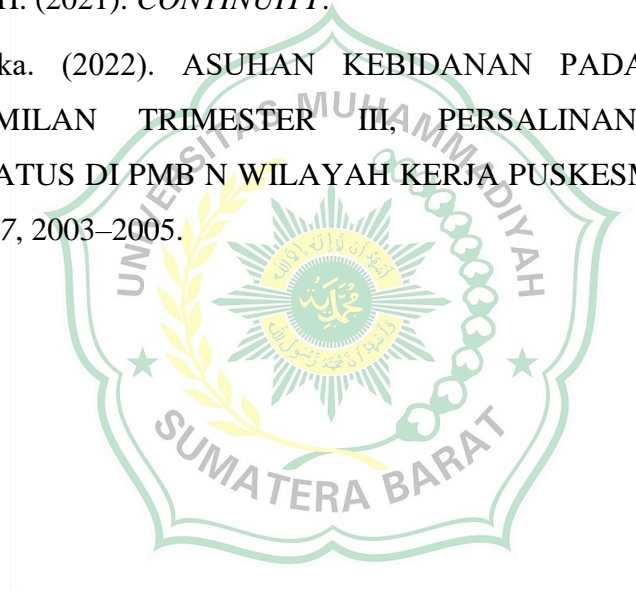 H. (2021). CONTINUITY.
ka. (2022). ASUHAN KEBIDANAN PADA
MILAN TRIMESTER III, PERSALINAN
ATUS DI PMB N WILAYAH KERJA PUSKESM
7, 2003–2005.
UNIVERSITAS MUHAMMADIYAH
SUMATERA BARAT